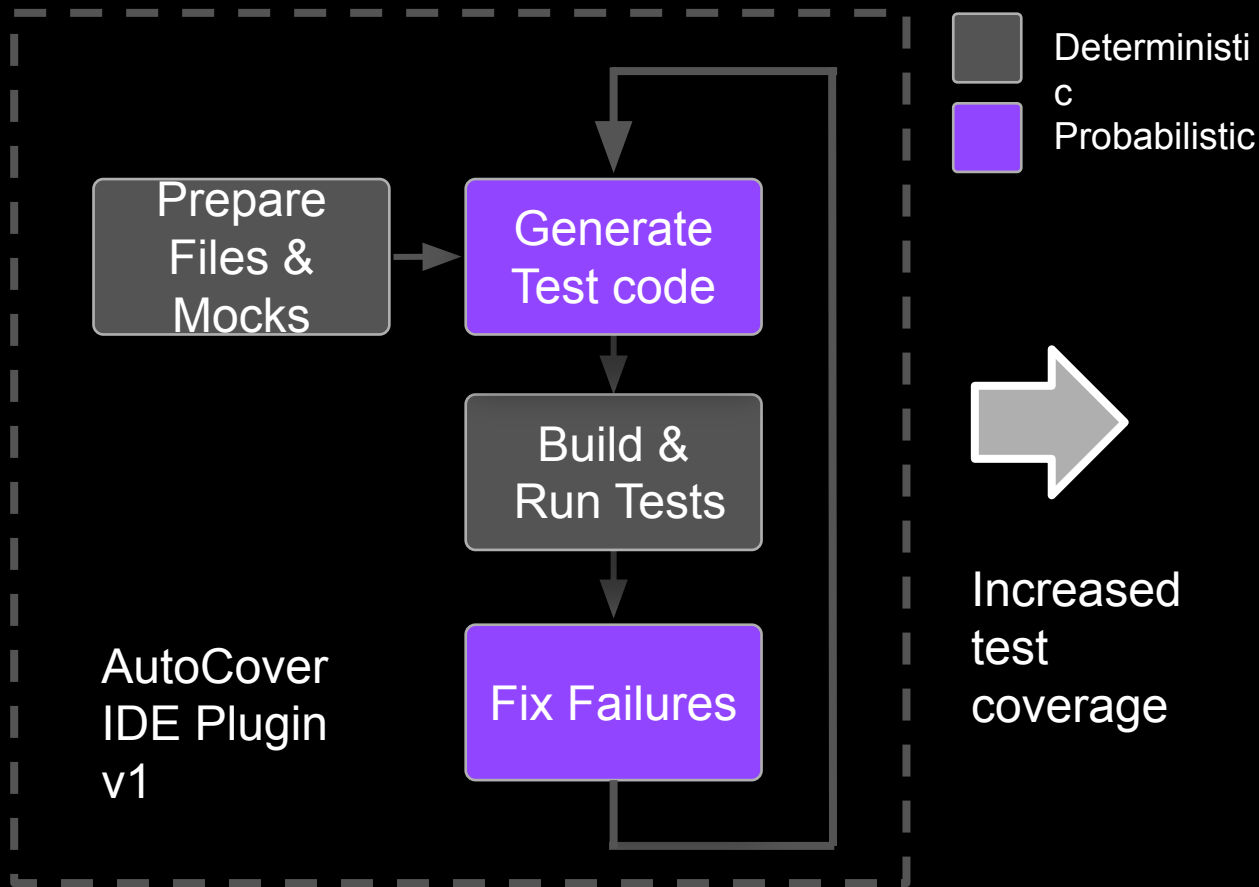 Deterministi
c
Probabilistic
Prepare
Files &
Mocks
Generate
Test code
Build &
Run Tests
Fix Failures
AutoCover
IDE Plugin
v1
Increased
test
coverage